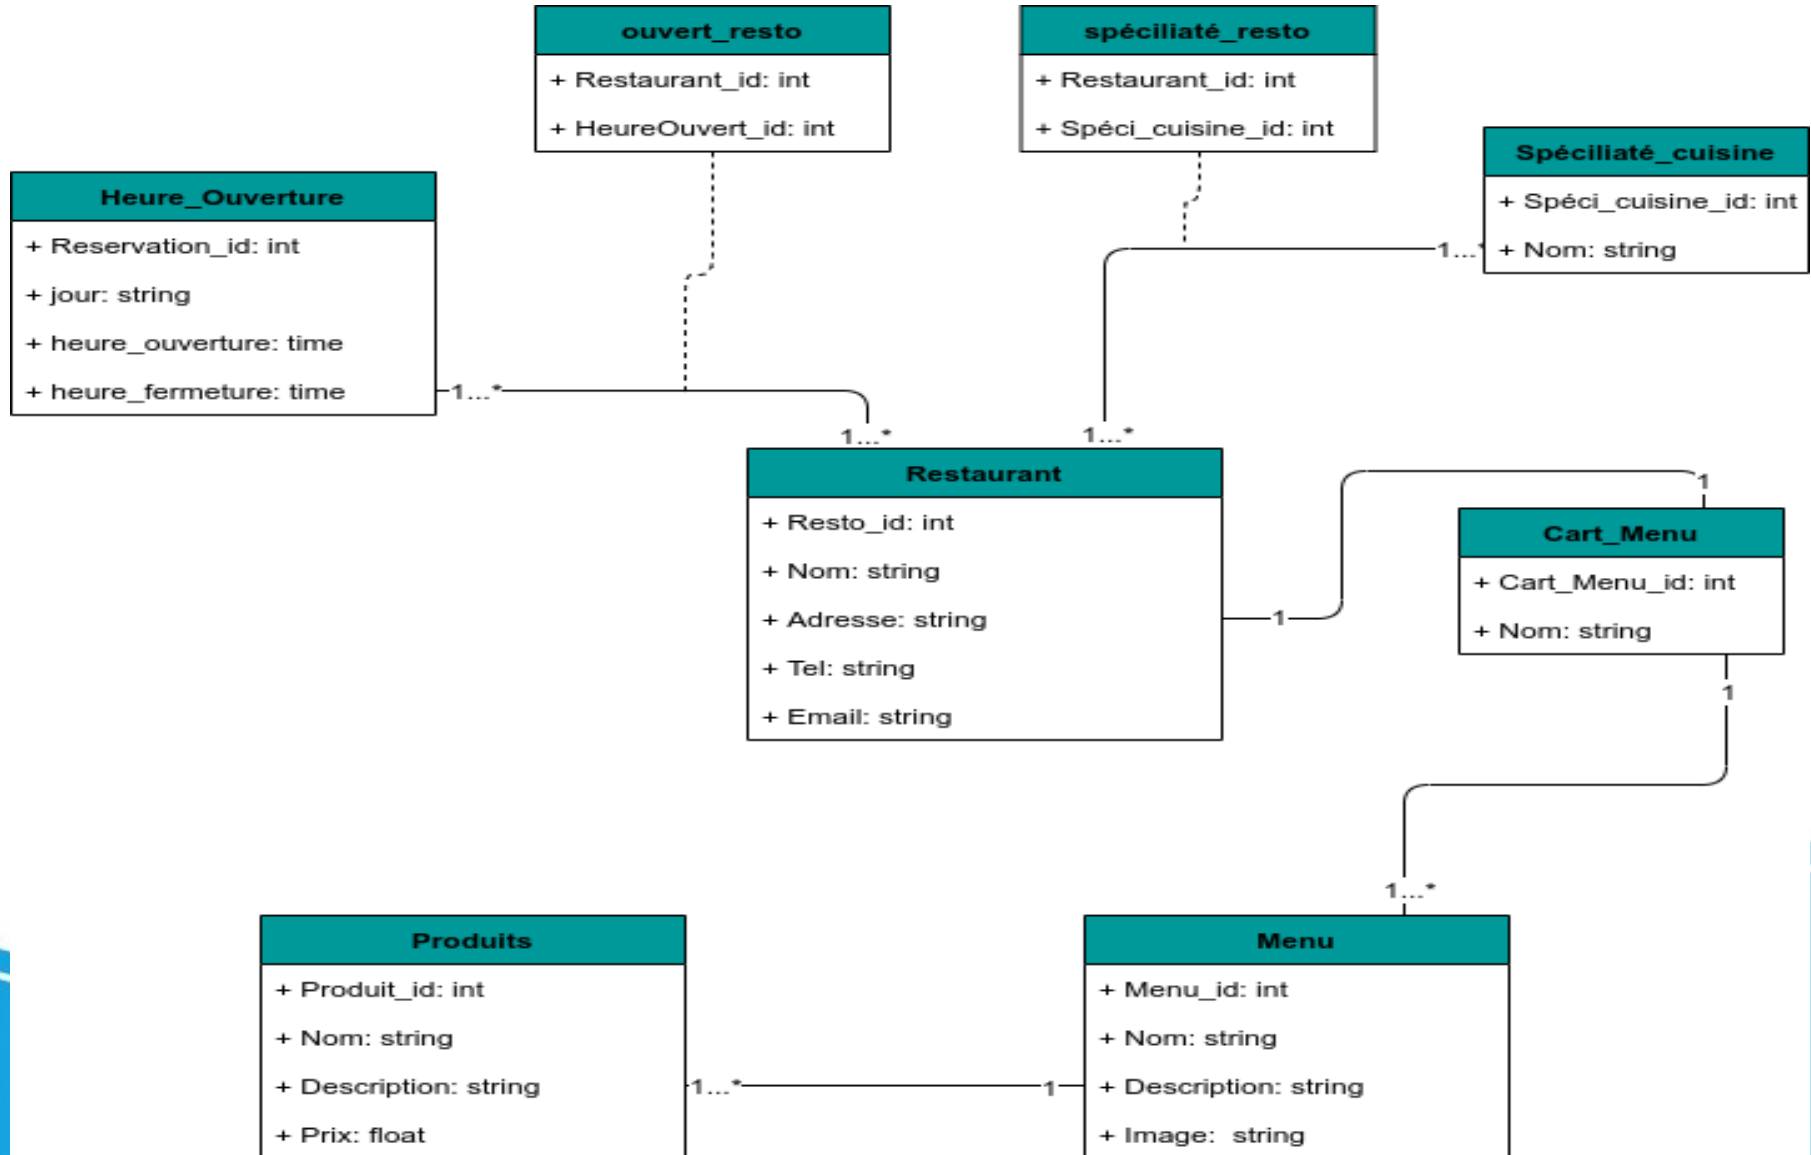 ouvert_resto
+ Restaurant_id: int
+ HeureOuvert_id: int
spéciliaté_resto
+ Restaurant_id: int
+ Spéci_cuisine_id: int
Spéciliaté_cuisine
+ Spéci_cuisine_id: int
+ Nom: string
1...*
Heure_Ouverture
+ Reservation_id: int
+ jour: string
+ heure_ouverture: time
+ heure_fermeture: time
1...*
1...*
1...*
Restaurant
+ Resto_id: int
+ Nom: string
+ Adresse: string
+ Tel: string
+ Email: string
1
1
Cart_Menu
+ Cart_Menu_id: int
+ Nom: string
1
1...*
Produits
+ Produit_id: int
+ Nom: string
+ Description: string
+ Prix: float
1...*
1
Menu
+ Menu_id: int
+ Nom: string
+ Description: string
+ Image: string